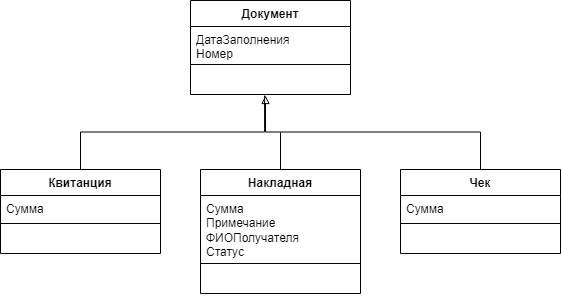 Документ
ДатаЗаполнения
Номер
Квитанция
Сумма
Накладная
Сумма
Примечание
ФИОПолучателя
Статус
Чек
Сумма